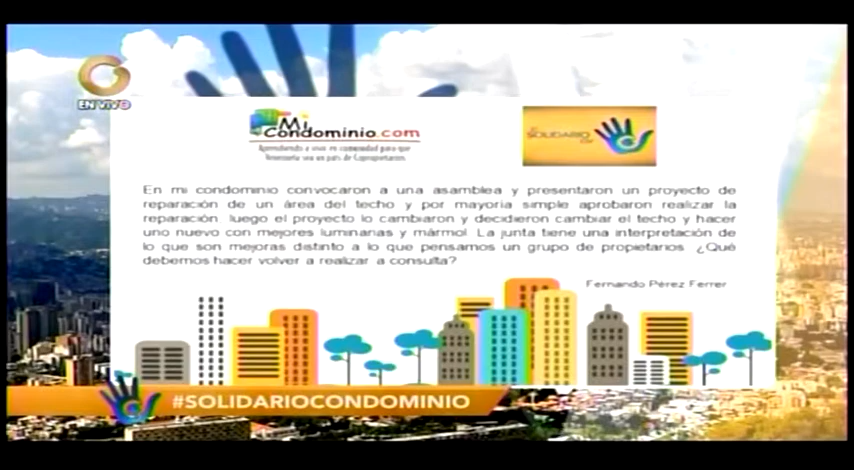 EN VIVO
Mi
Condominio.com
Aprendiendo a vivir en comunidad para que
Venezuela sea un país de Copropietarios
SOLIDARIO
En mi condominio convocaron a una asamblea y presentaron un proyecto de
reparación de un área del techo y por mayoria simple aprobaron realizar la
reparación. luego el proyecto lo cambiaron y decidieron cambiar el techo y hacer
uno nuevo con mejores luminarias y mármol. La junta tiene una interpretación de
lo que son mejoras distinto a lo que pensamos un grupo de propietarios ¿Qué
debemos hacer volver a realizar a consulta?
Fernando Pérez Ferrer
#SOLIDARIOCONDOMINIO